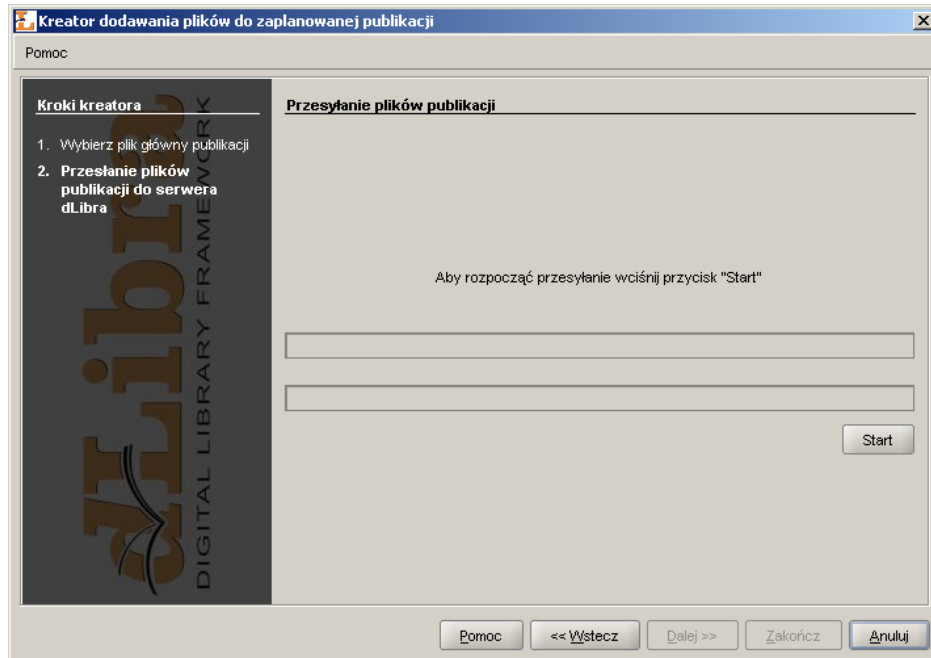 Kreator dodawania plików do zaplanowanej publikacji
Pomoc
Kroki kreatora
1. Wybierz plik główny publikacji
2. Przesłanie plików
publikacji do serwera
dLibra
dLibra
DIGITAL LIBRARY FRAMEWORK
Przesyłanie plików publikacji
Aby rozpocząć przesyłanie wciśnij przycisk "Start"
Start
Pomoc
<< Wstecz
Dalej >>
Zakończ
Anuluj